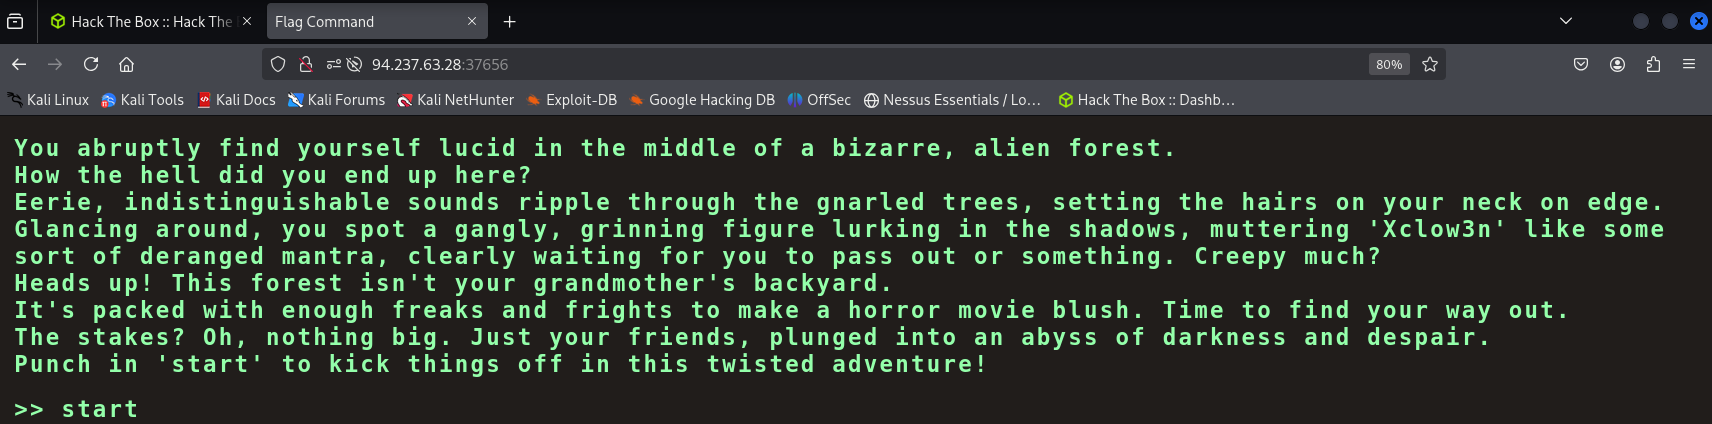 Hack The Box :: Hack The
Flag Command
94.237.63.28:37656
80%
Kali Linux
Kali Tools
Kali Docs
Kali Forums
Kali NetHunter
Exploit-DB
Google Hacking DB
OffSec
Nessus Essentials / Lo...
Hack The Box :: Dashb...
You abruptly find yourself lucid in the middle of a bizarre, alien forest.
How the hell did you end up here?
Eerie, indistinguishable sounds ripple through the gnarled trees, setting the hairs on your neck on edge.
Glancing around, you spot a gangly, grinning figure lurking in the shadows, muttering 'Xclow3n' like some
sort of deranged mantra, clearly waiting for you to pass out or something. Creepy much?
Heads up! This forest isn't your grandmother's backyard.
It's packed with enough freaks and frights to make a horror movie blush. Time to find your way out.
The stakes? Oh, nothing big. Just your friends, plunged into an abyss of darkness and despair.
Punch in 'start' to kick things off in this twisted adventure!
>> start